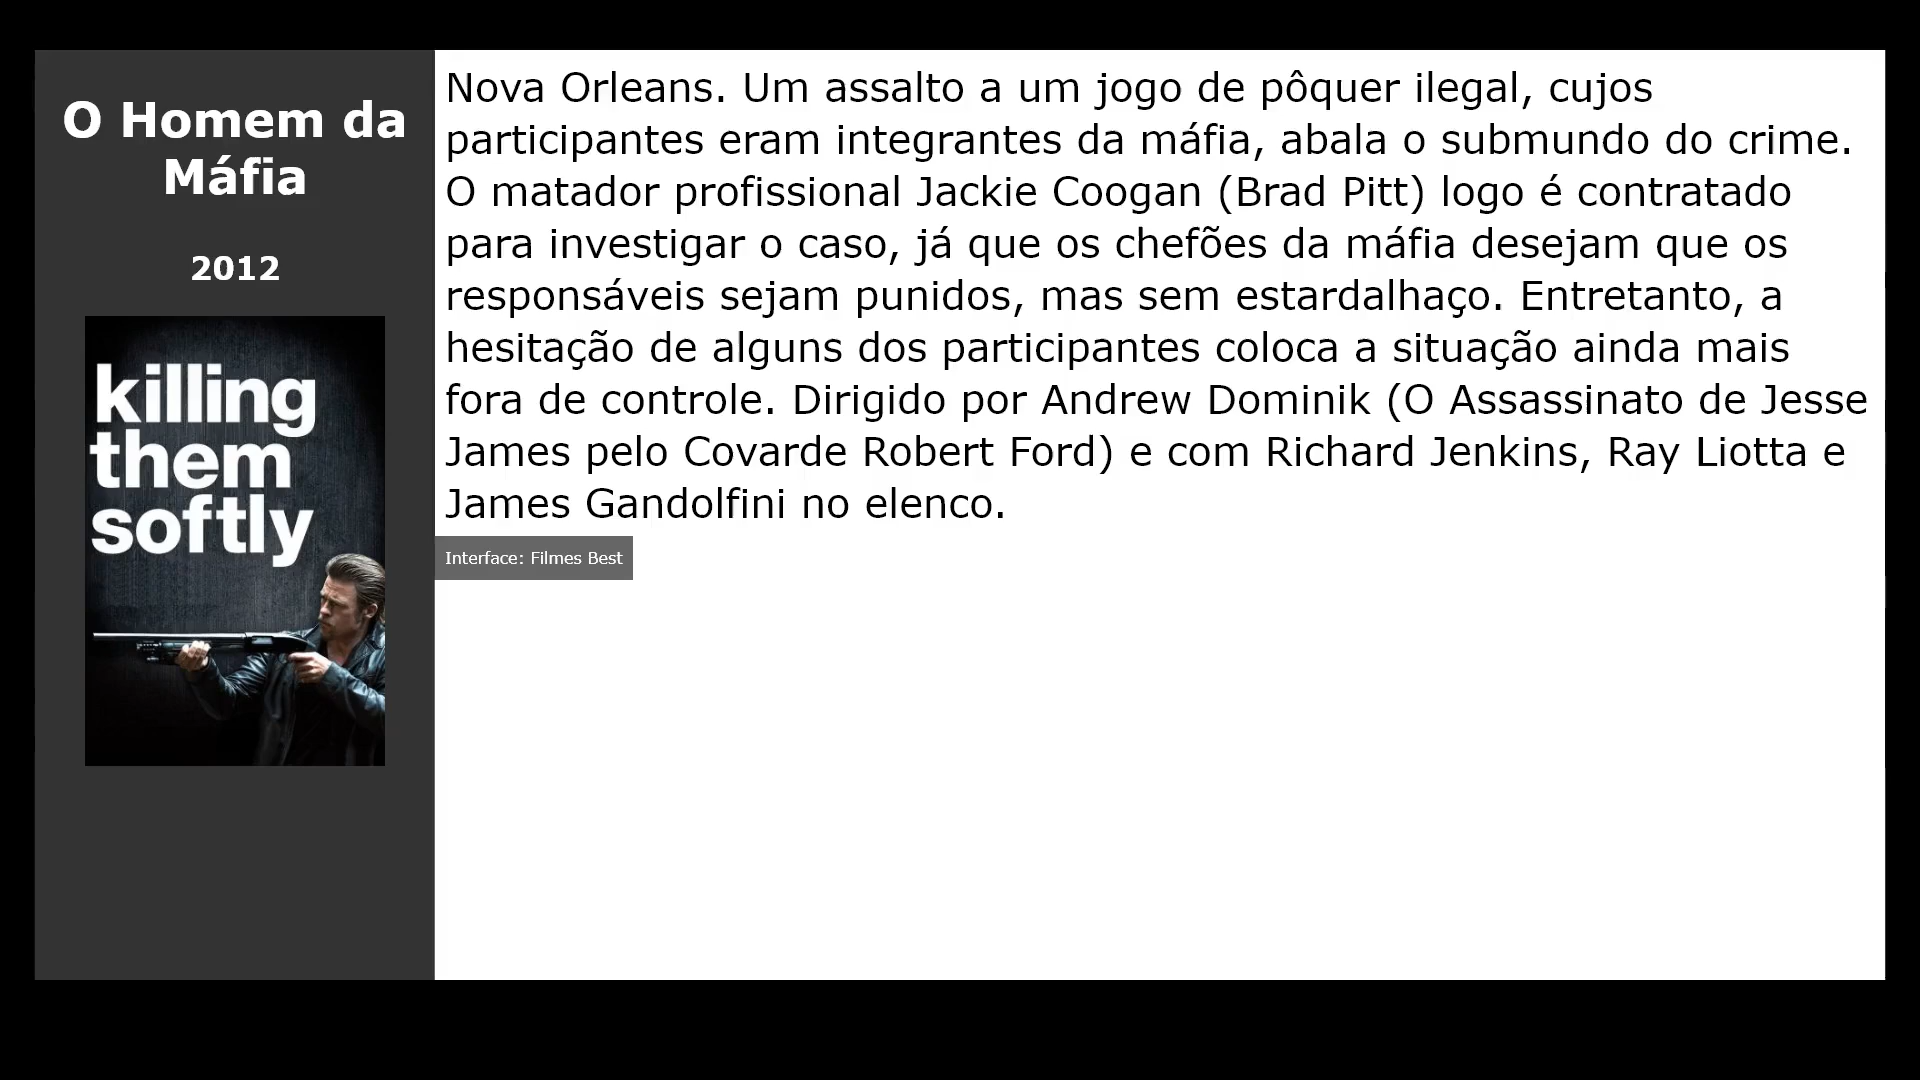 O Homem da
Máfia
2012
killing
them
softly
Nova Orleans. Um assalto a um jogo de pôquer ilegal, cujos
participantes eram integrantes da máfia, abala o submundo do crime.
O matador profissional Jackie Coogan (Brad Pitt) logo é contratado
para investigar o caso, já que os chefões da máfia desejam que os
responsáveis sejam punidos, mas sem estardalhaço. Entretanto, a
hesitação de alguns dos participantes coloca a situação ainda mais
fora de controle. Dirigido por Andrew Dominik (O Assassinato de Jesse
James pelo Covarde Robert Ford) e com Richard Jenkins, Ray Liotta e
James Gandolfini no elenco.
Interface: Filmes Best